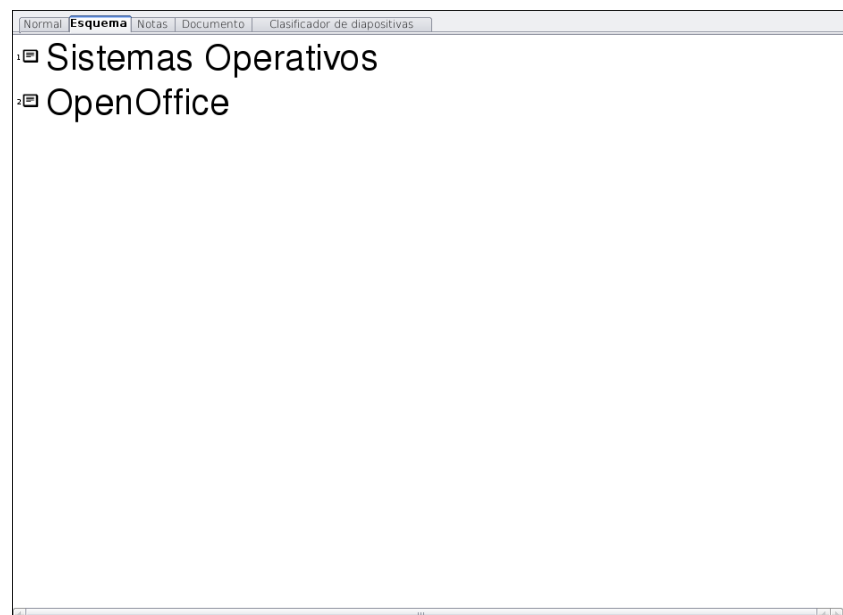 Normal Esquema Notas Documento Clasificador de diapositivas
1 Sistemas Operativos
2 OpenOffice